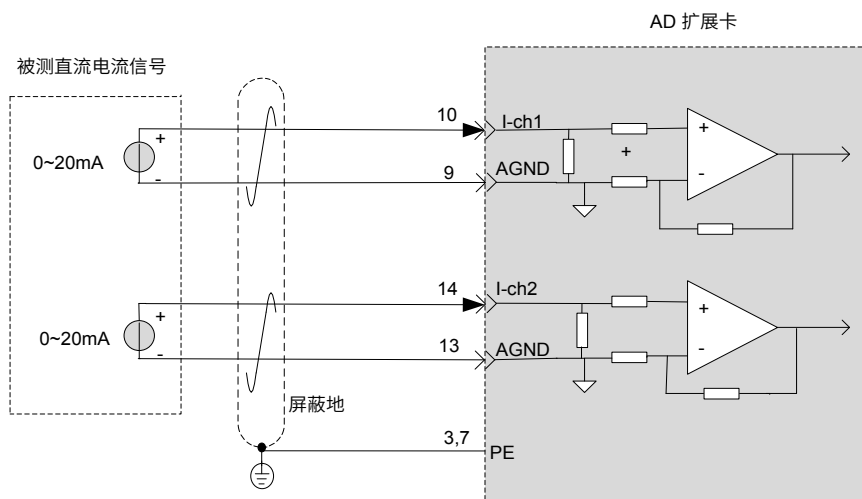 AD 扩展卡
被测直流电流信号
10
I-ch1
+
+
+
0~20mA
-
9
AGND
-
14
I-ch2
+
+
0~20mA
-
13
AGND
-
屏蔽地
3,7
PE